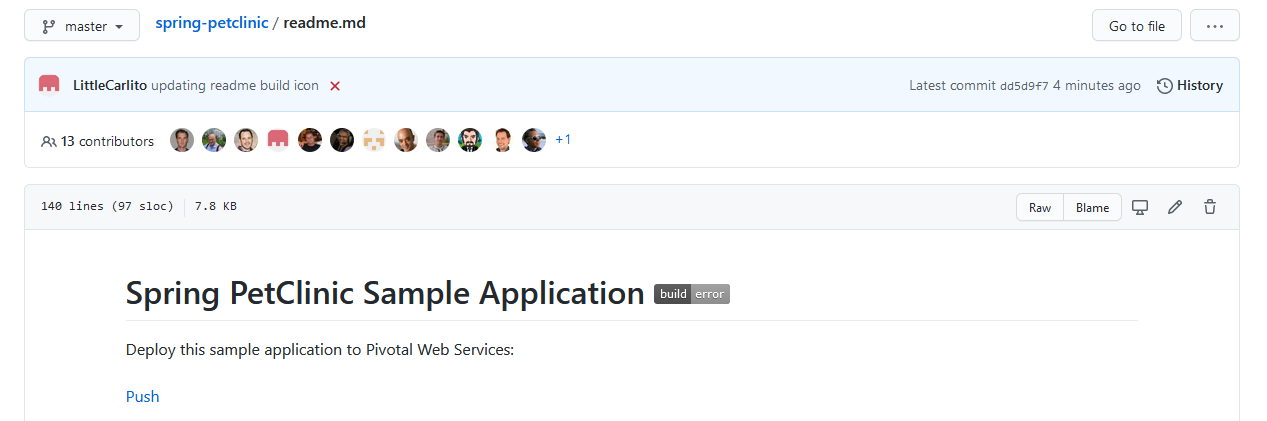 master spring-petclinic / readme.md Go to file ...
LittleCarlito updating readme build icon Latest commit dd5d9f7 4 minutes ago History
13 contributors +1
140 lines (97 sloc) 7.8 KB Raw Blame
Spring PetClinic Sample Application build error
Deploy this sample application to Pivotal Web Services:
Push